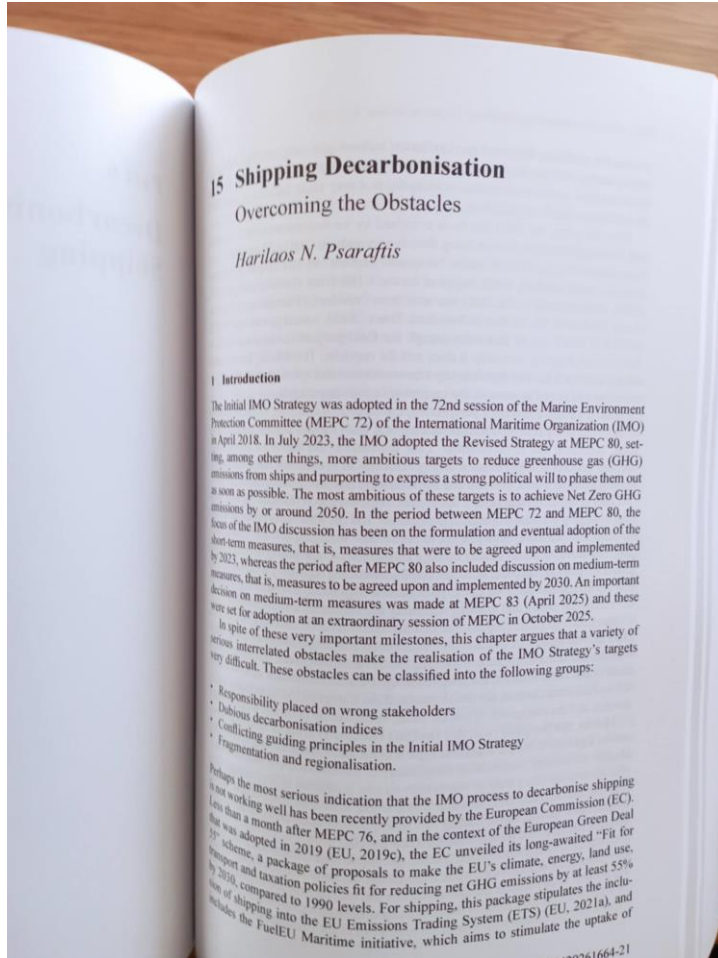 15 Shipping Decarbonisation
Overcoming the Obstacles
Harilaos N. Psaraftis
1 Introduction
The Initial IMO Strategy was adopted in the 72nd session of the Marine Environment
Protection Committee (MEPC 72) of the International Maritime Organization (IMO)
in April 2018. In July 2023, the IMO adopted the Revised Strategy at MEPC 80, set-
ting, among other things, more ambitious targets to reduce greenhouse gas (GHG)
emissions from ships and purporting to express a strong political will to phase them out
as soon as possible. The most ambitious of these targets is to achieve Net Zero GHG
emissions by or around 2050. In the period between MEPC 72 and MEPC 80, the
focus of the IMO discussion has been on the formulation and eventual adoption of the
short-term measures, that is, measures that were to be agreed upon and implemented
by 2023, whereas the period after MEPC 80 also included discussion on medium-term
measures, that is, measures to be agreed upon and implemented by 2030. An important
decision on medium-term measures was made at MEPC 83 (April 2025) and these
were set for adoption at an extraordinary session of MEPC in October 2025.
In spite of these very important milestones, this chapter argues that a variety of
serious interrelated obstacles make the realisation of the IMO Strategy's targets
very difficult. These obstacles can be classified into the following groups:
• Responsibility placed on wrong stakeholders
• Dubious decarbonisation indices
• Conflicting guiding principles in the Initial IMO Strategy
• Fragmentation and regionalisation.
Perhaps the most serious indication that the IMO process to decarbonise shipping
is not working well has been recently provided by the European Commission (EC).
Less than a month after MEPC 76, and in the context of the European Green Deal
that was adopted in 2019 (EU, 2019c), the EC unveiled its long-awaited "Fit for
55" scheme, a package of proposals to make the EU's climate, energy, land use,
transport and taxation policies fit for reducing net GHG emissions by at least 55%
by 2030, compared to 1990 levels. For shipping, this package stipulates the inclu-
sion of shipping into the EU Emissions Trading System (ETS) (EU, 2021a), and
includes the FuelEU Maritime initiative, which aims to stimulate the uptake of